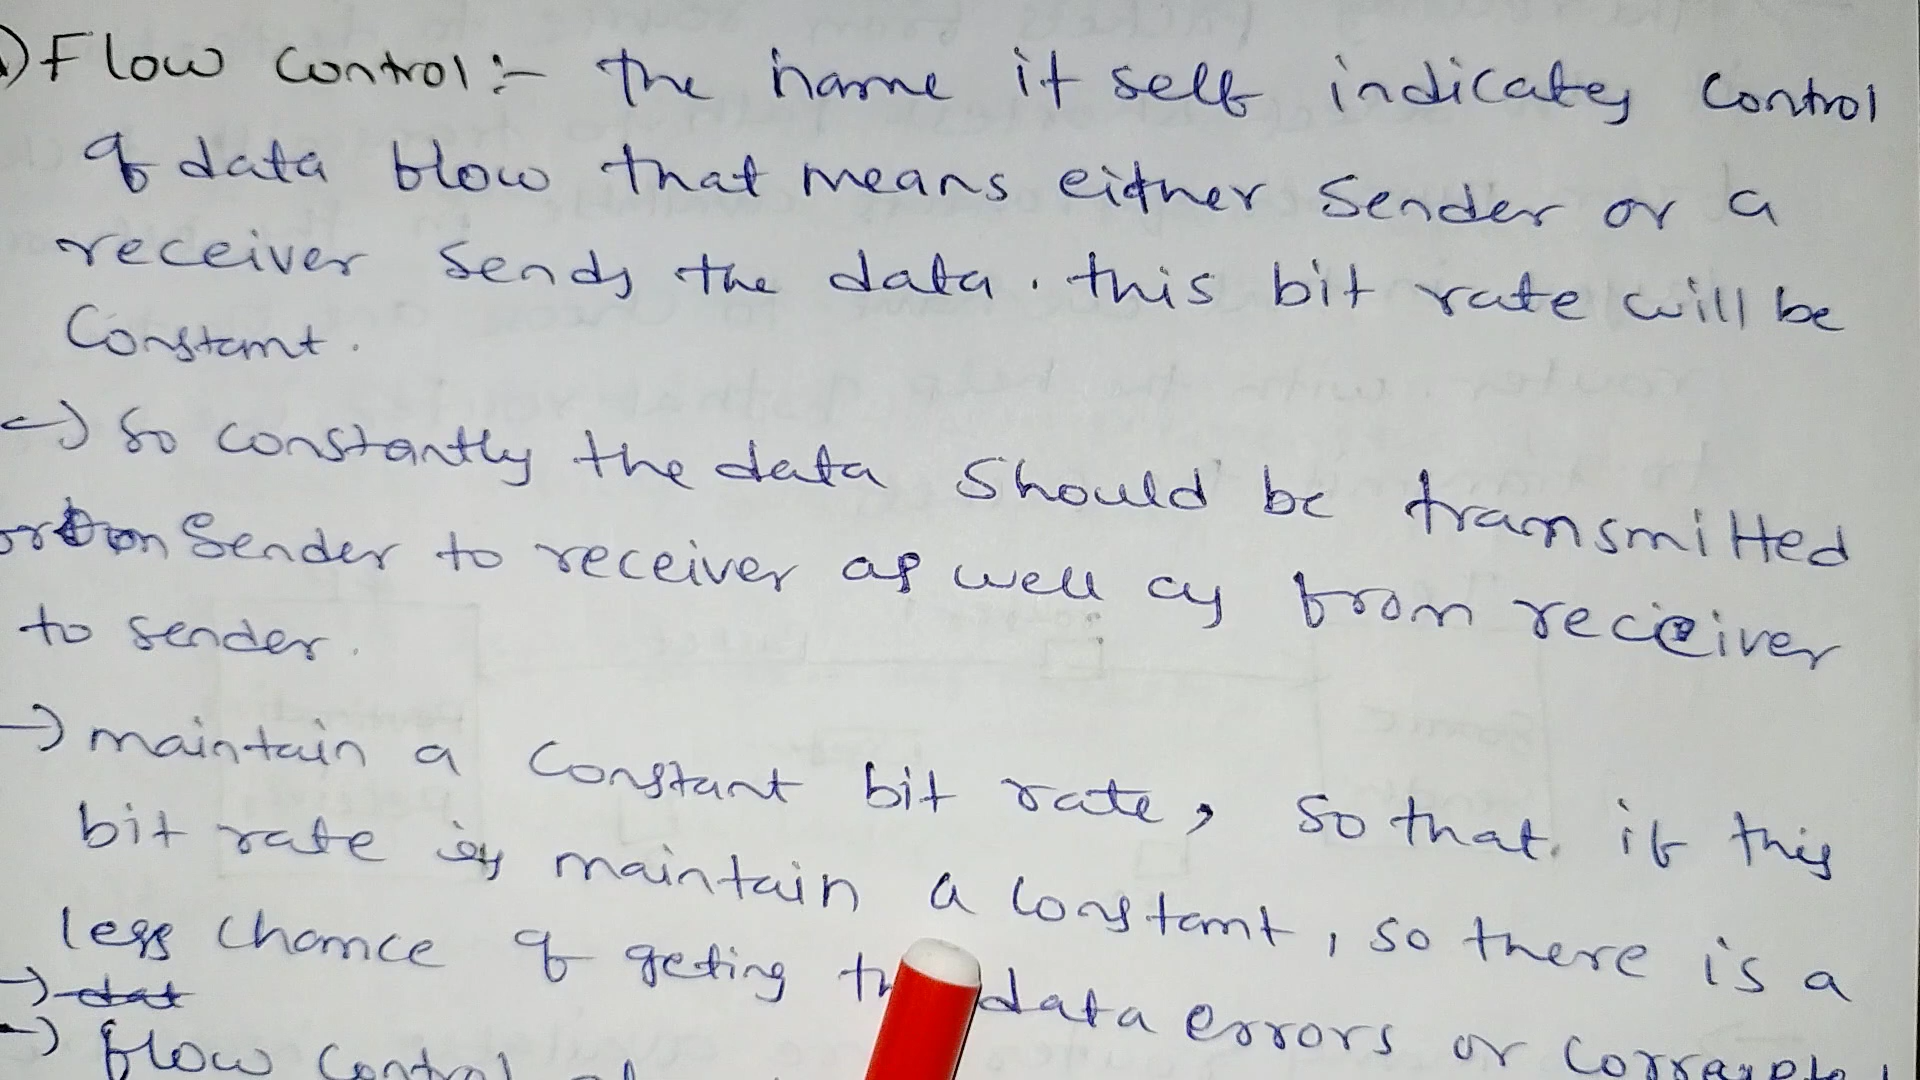 ) Flow control :- the name it self indicates control
of data flow that means either sender or a
receiver sends the data. this bit rate will be
Constant.
-> So constantly the data should be transmitted
Sender to receiver as well as from receiver
to sender.
-> maintain a constant bit rate, so that. if this
bit rate is maintain a constant, so there is a
less chance of geting data errors or
-> dat
-> flow control